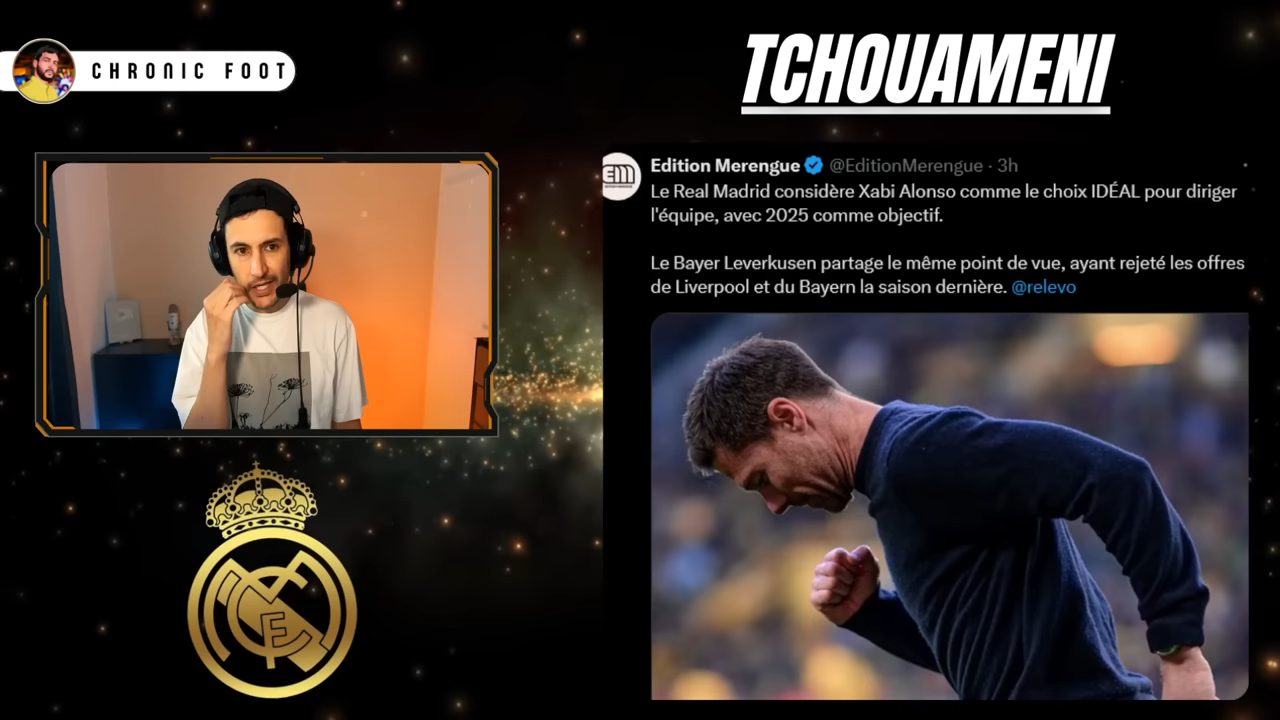 CHRONIC FOOT
TCHOUAMENI
EM
Edition Merengue @EditionMerengue · 3h
Le Real Madrid considère Xabi Alonso comme le choix IDÉAL pour diriger
l'équipe, avec 2025 comme objectif.
Le Bayer Leverkusen partage le même point de vue, ayant rejeté les offres
de Liverpool et du Bayern la saison dernière. @relevo